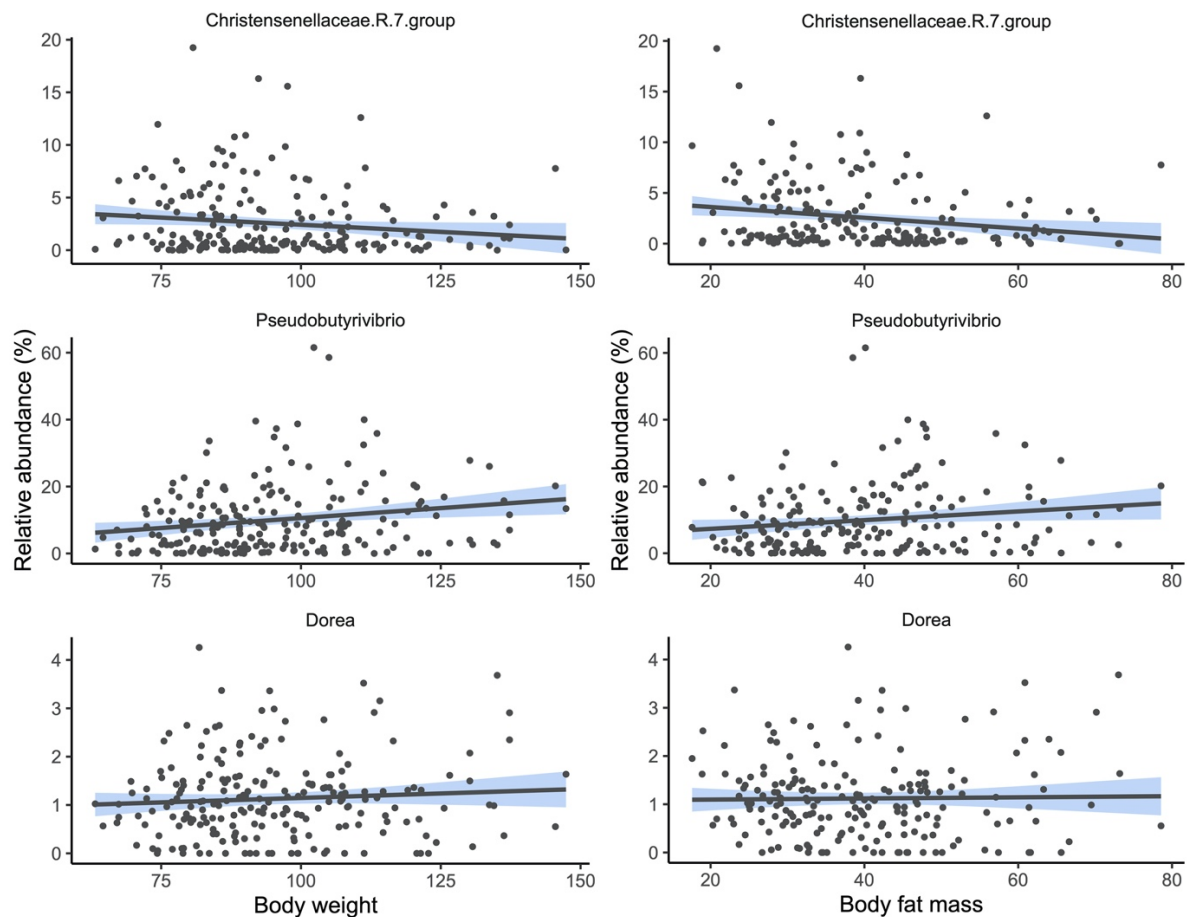 Christensenellaceae.R.7.group
20
15
10
5
0
75 100 125 150
Christensenellaceae.R.7.group
20
15
10
5
0
20 40 60 80
Relative abundance (%)
Pseudobutyrivibrio
60
40
20
0
75 100 125 150
Relative abundance (%)
Pseudobutyrivibrio
60
40
20
0
20 40 60 80
Dorea
4
3
2
1
0
75 100 125 150
Body weight
Dorea
4
3
2
1
0
20 40 60 80
Body fat mass